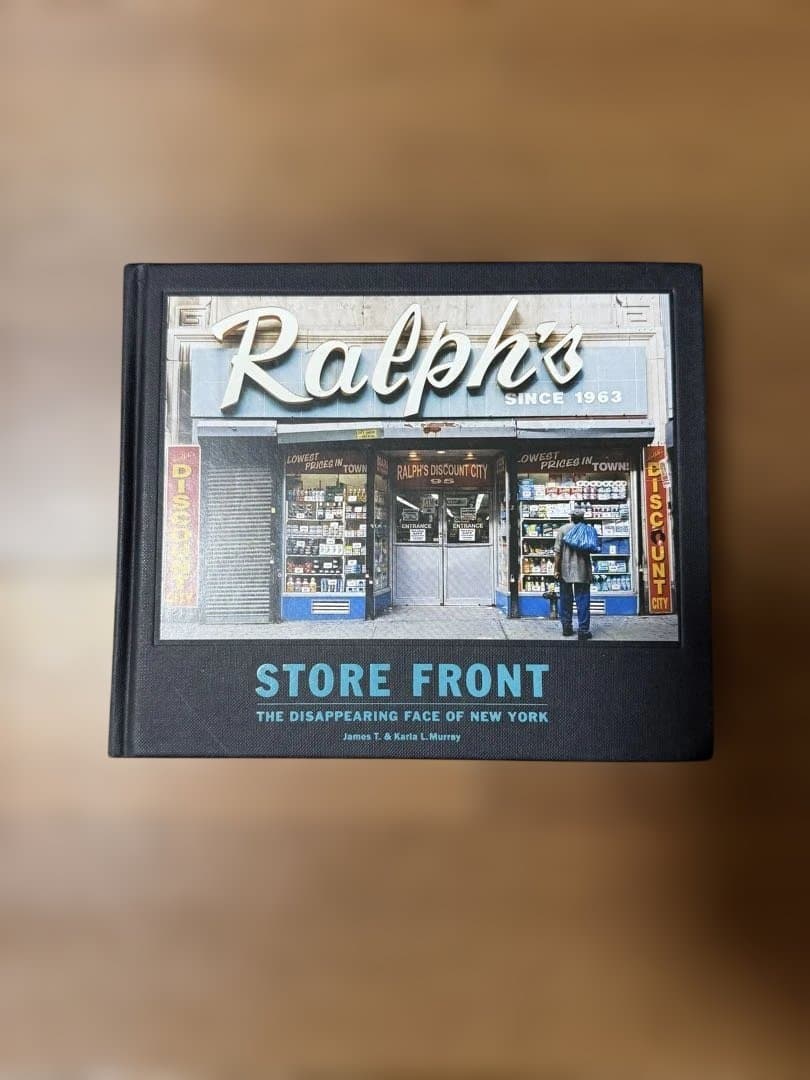 Ralph's
SINCE 1963
LOWEST
PRICES IN TOWN
RALPH'S DISCOUNT CITY
95
LOWEST
PRICES IN TOWN!
DISCOUNT
DISCOUNT
CITY
ENTRANCE
ENTRANCE
STORE FRONT
THE DISAPPEARING FACE OF NEW YORK
James T. & Karla L. Murray